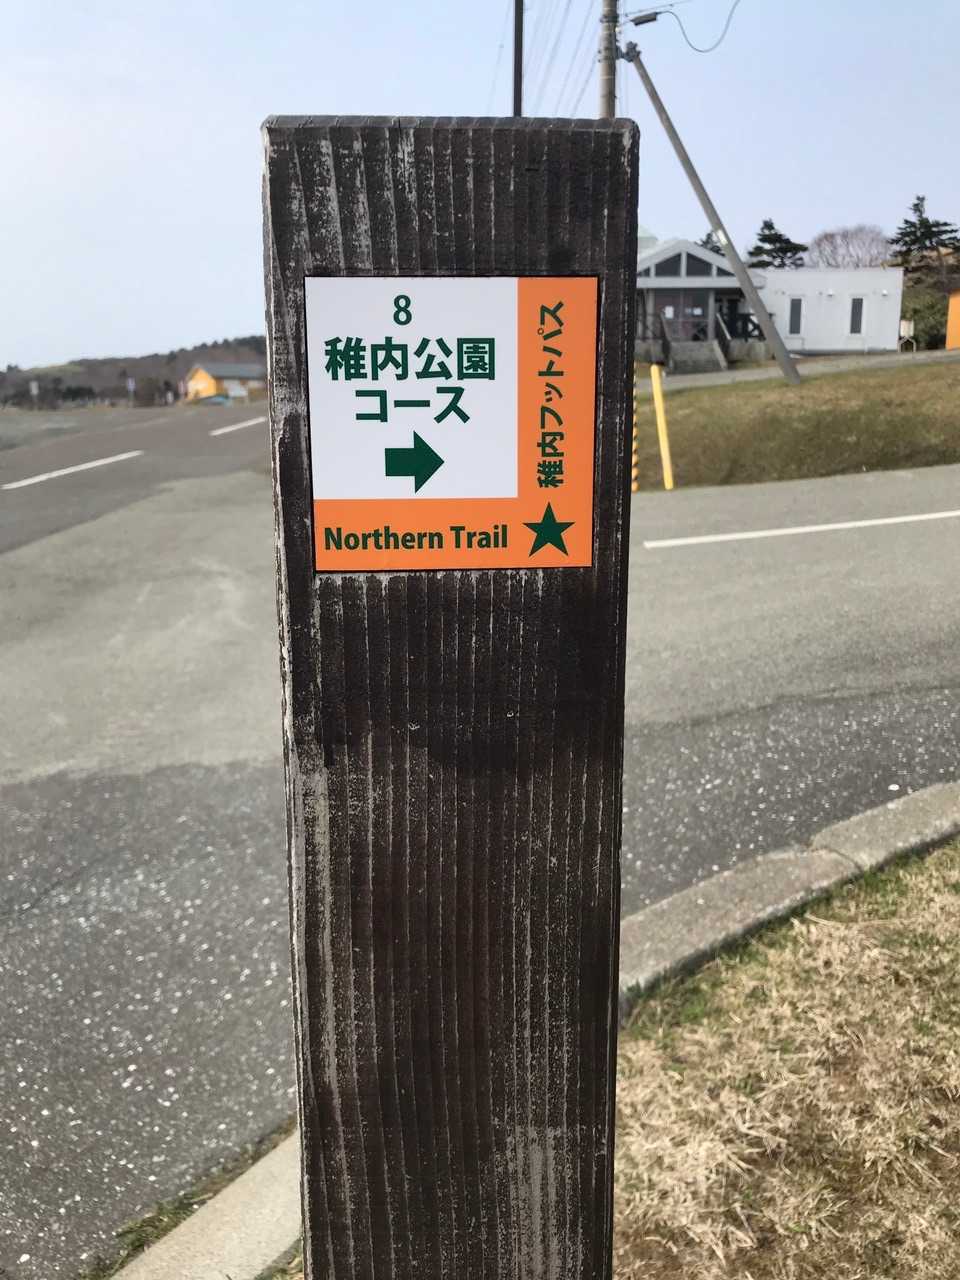 8
稚内公園
コース
稚内フットパス
Northern Trail